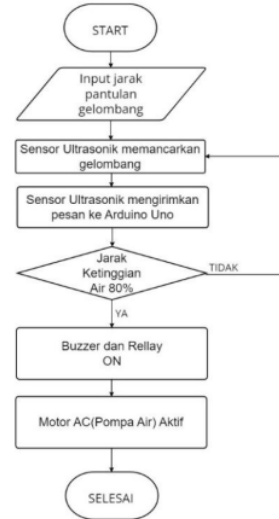 START
Input jarak
pantulan
gelombang
Sensor Ultrasonik memancarkan
gelombang
Sensor Ultrasonik mengirimkan
pesan ke Arduino Uno
Jarak
Ketinggian
Air 80%
TIDAK
YA
Buzzer dan Rellay
ON
Motor AC(Pompa Air) Aktif
SELESAI